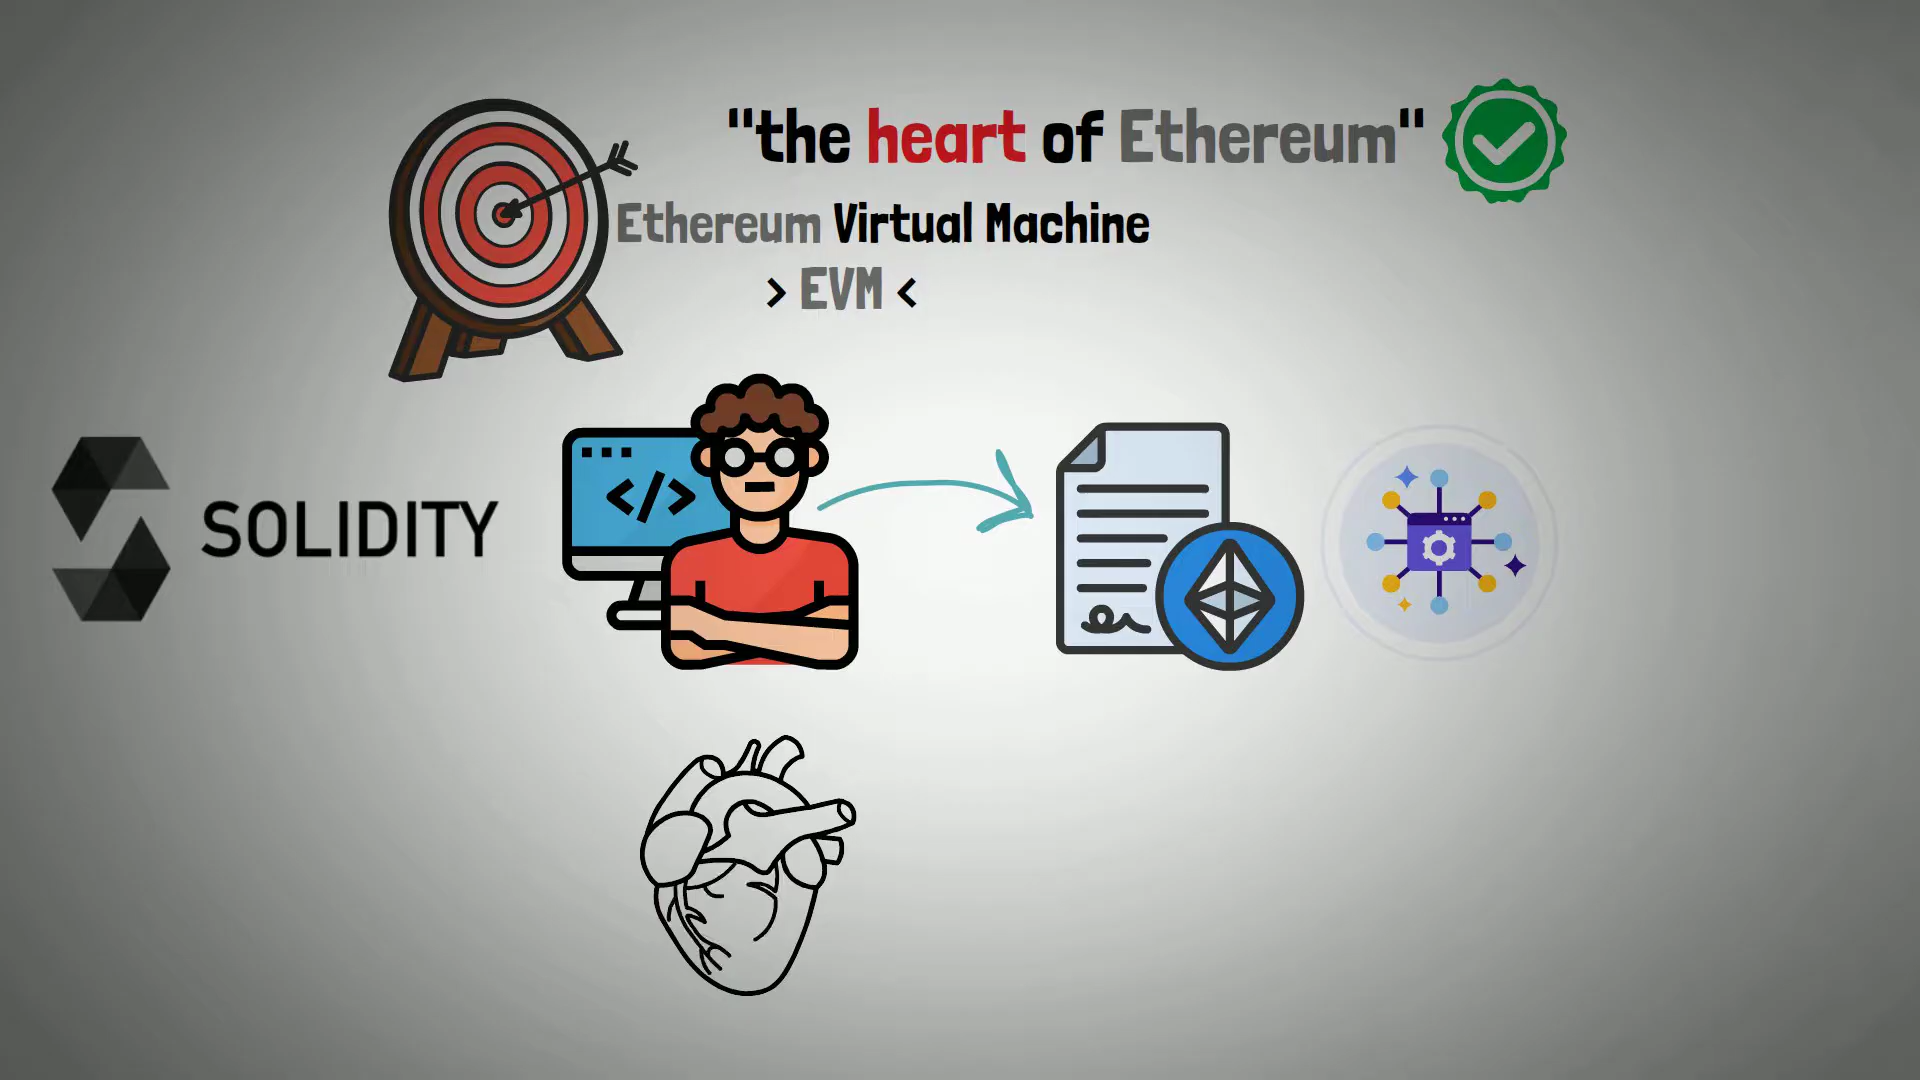 "the heart of Ethereum"
Ethereum Virtual Machine
> EVM <
SOLIDITY
</>